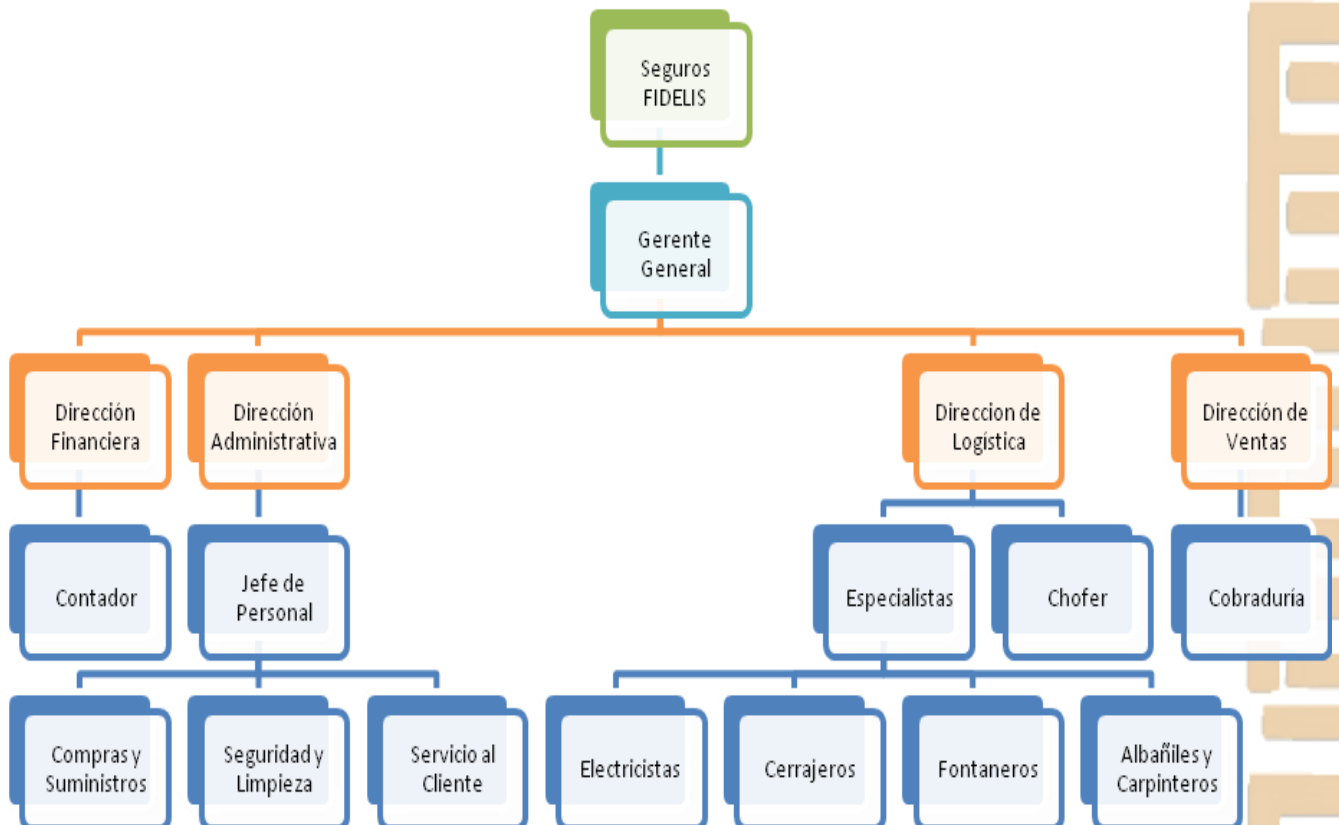 Seguros
FIDELIS
Gerente
General
Dirección
Financiera
Dirección
Administrativa
Direccion de
Logística
Dirección de
Ventas
Contador
Jefe de
Personal
Especialistas
Chofer
Cobraduría
Compras y
Suministros
Seguridad y
Limpieza
Servicio al
Cliente
Electricistas
Cerrajeros
Fontaneros
Albañiles y
Carpinteros